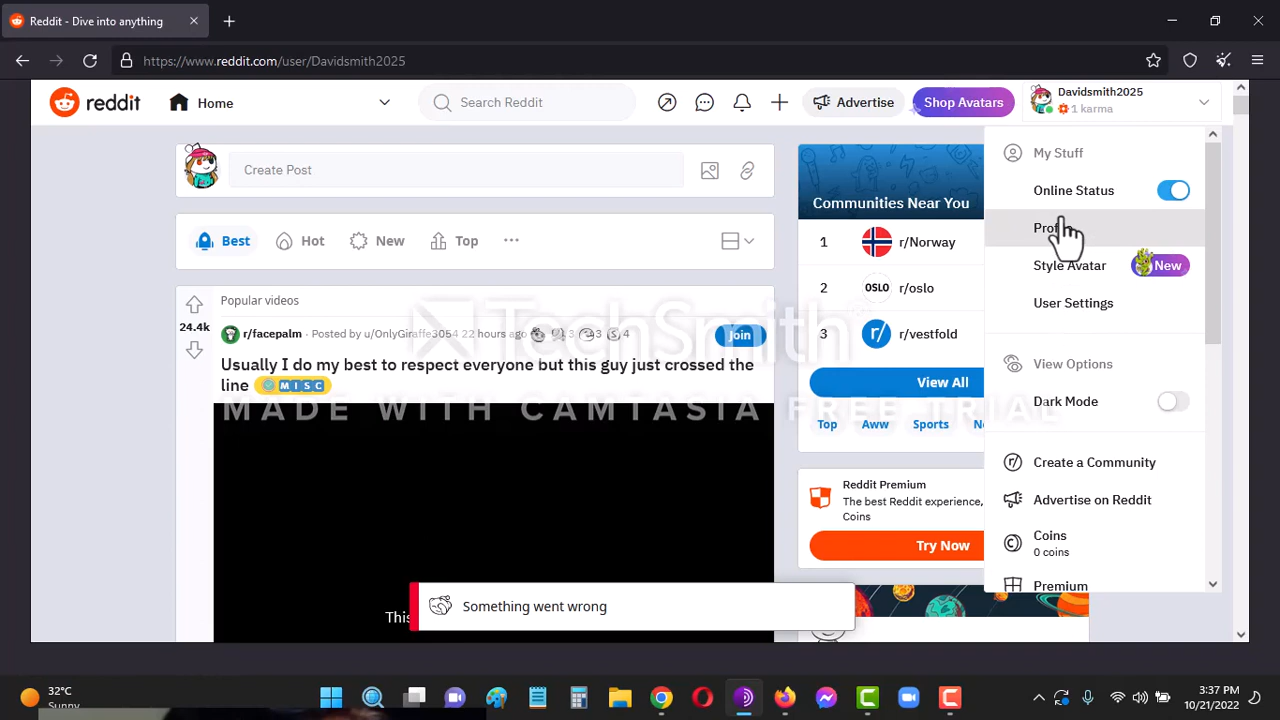 Reddit - Dive into anything
https://www.reddit.com/user/Davidsmith2025
reddit
Home
Search Reddit
Advertise
Shop Avatars
Davidsmith2025
1 karma
Create Post
Best
Hot
New
Top
Popular videos
24.4k
r/facepalm · Posted by u/OnlyGiraffe3054 22 hours ago 3 3 4
Join
Usually I do my best to respect everyone but this guy just crossed the
line MISC
This
Communities Near You
1 r/Norway
2 OSLO r/oslo
3 r/ r/vestfold
View All
Top Aww Sports
Reddit Premium
The best Reddit experience,
Coins
Try Now
My Stuff
Online Status
Style Avatar
New
User Settings
View Options
Dark Mode
Create a Community
Advertise on Reddit
Coins
0 coins
Premium
Something went wrong
TechSmith
MADE WITH CAMTASIA FREE TRIAL
32°C
Sunny
3:37 PM
10/21/2022